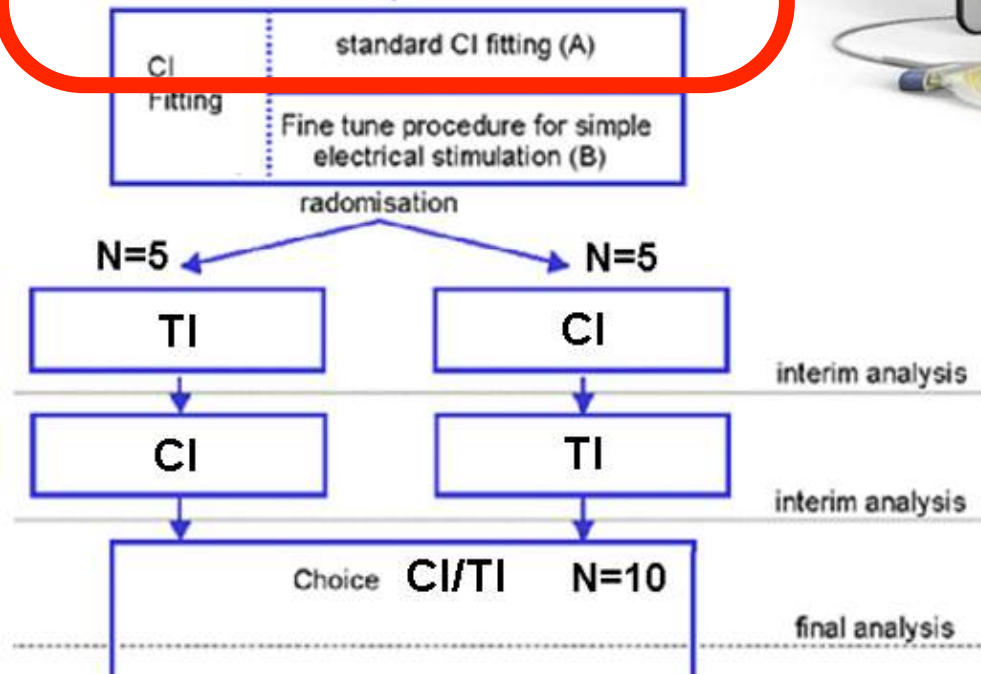 standard CI fitting (A)
CI
Fitting
Fine tune procedure for simple
electrical stimulation (B)
radomisation
N=5 N=5
TI CI
interim analysis
CI TI
interim analysis
Choice CI/TI N=10
final analysis